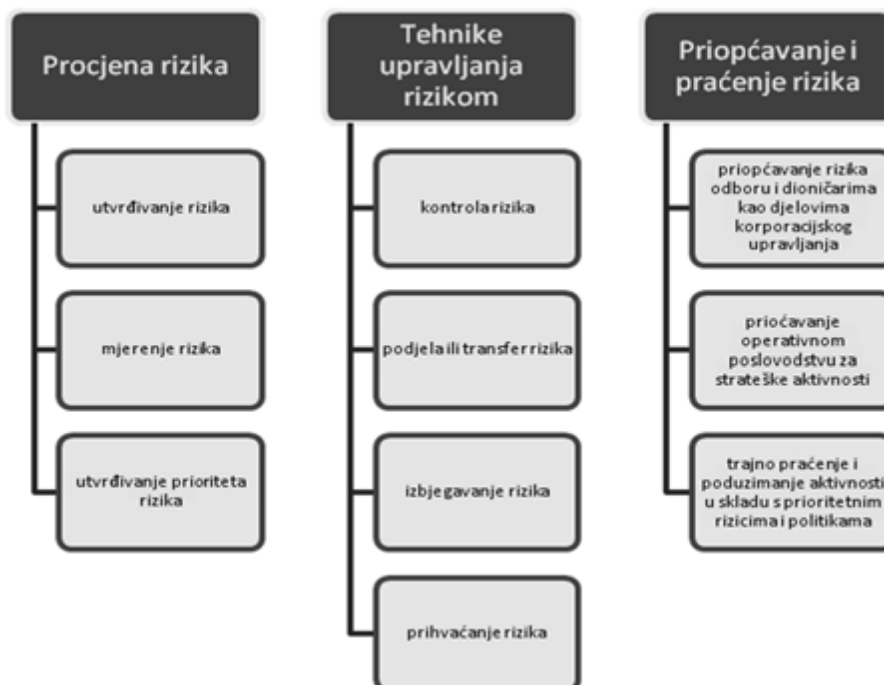 Procjena rizika
utvrđivanje rizika
mjerenje rizika
utvrđivanje prioriteta
rizika
Tehnike
upravljanja
rizikom
kontrola rizika
podjela ili transfer rizika
izbjegavanje rizika
prihvaćanje rizika
Priopćavanje i
praćenje rizika
priopćavanje rizika
odboru i dioničarima
kao djelovima
korporacijskog
upravljanja
prioćavanje
operativnom
poslovodstvu za
strateške aktivnosti
trajno praćenje i
poduzimanje aktivnosti
u skladu s prioritetnim
rizicima i politikama